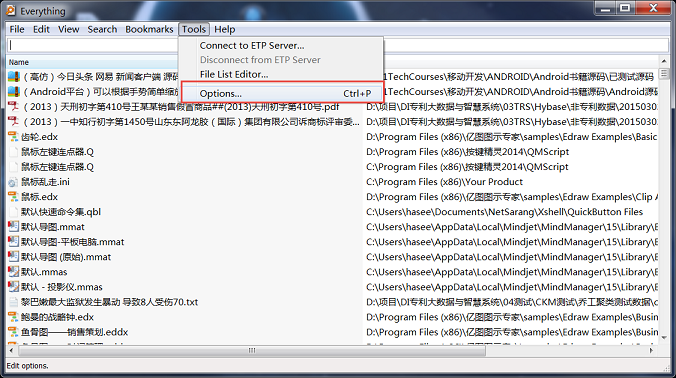 Everything
File Edit View Search Bookmarks Tools Help
Connect to ETP Server...
Disconnect from ETP Server
File List Editor...
Options... Ctrl+P
Name
（高仿）今日头条 网易 新闻客户端 源码 1TechCourses\移动开发\ANDROID\Android书籍源码\已测试源码
（Android平台）可以根据手势简单缩放 1TechCourses\移动开发\ANDROID\Android书籍源码\Android源码
（2013）天刑初字第410号王某某销售假冒商品##(2013)天刑初字第410号.pdf D:\项目\DI专利大数据与智慧系统\03TRS\Hybase\非专利数据\2015030
（2013）一中知行初字第1450号山东东阿龙胶（国际）集团有限公司诉商标评审委... D:\项目\DI专利大数据与智慧系统\03TRS\Hybase\非专利数据\201503
齿轮.edx D:\Program Files (x86)\亿图图示专家\samples\Edraw Examples\Basic
鼠标左键连点器.Q D:\Program Files (x86)\按键精灵2014\QMScript
鼠标左键连点器.Q D:\Program Files (x86)\按键精灵2014\QMScript
鼠标乱走.ini C:\Program Files (x86)\Your Product
鼠标.edx D:\Program Files (x86)\亿图图示专家\samples\Edraw Examples\Clip A
默认快速命令集.qbl C:\Users\hasee\Documents\NetSarang\Xshell\QuickButton Files
默认导图.mmat C:\Users\hasee\AppData\Local\Mindjet\MindManager\15\Library\E
默认导图-平板电脑.mmat C:\Users\hasee\AppData\Local\Mindjet\MindManager\15\Library\E
默认导图 (原始).mmat C:\Users\hasee\AppData\Local\Mindjet\MindManager\15\Library\E
默认.mmas C:\Users\hasee\AppData\Local\Mindjet\MindManager\15\Library\E
默认 - 投影仪.mmas C:\Users\hasee\AppData\Local\Mindjet\MindManager\15\Library\E
黎巴嫩最大监狱发生暴动 导致8人受伤70.txt D:\项目\DI专利大数据与智慧系统\04测试\CKM测试\乔工聚类测试数据\c
鲍曼的战略钟.edx D:\Program Files (x86)\亿图图示专家\samples\Edraw Examples\Busin
鱼骨图——销售策划.eddx D:\Program Files (x86)\亿图图示专家\samples\Edraw Examples\Busin
Edit options.